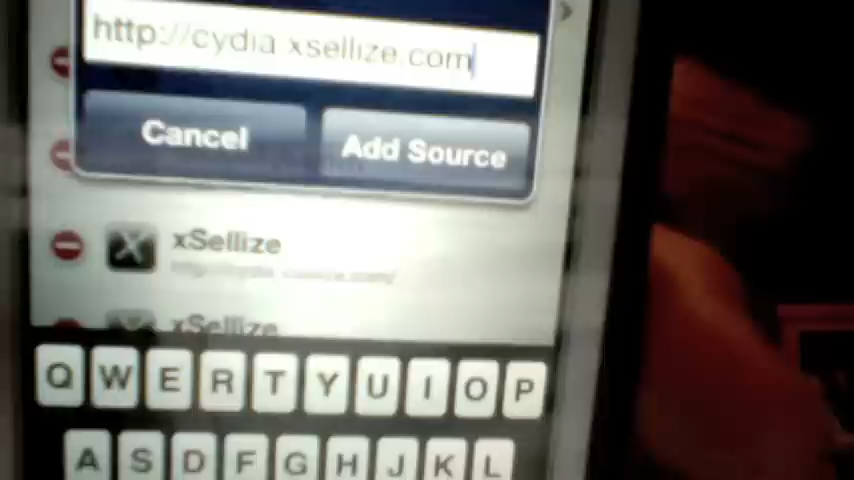 http://cydia.xsellize.com
Cancel
Add Source
xSellize
xSellize
Q W E R T Y U I O P
A S D F G H J K L